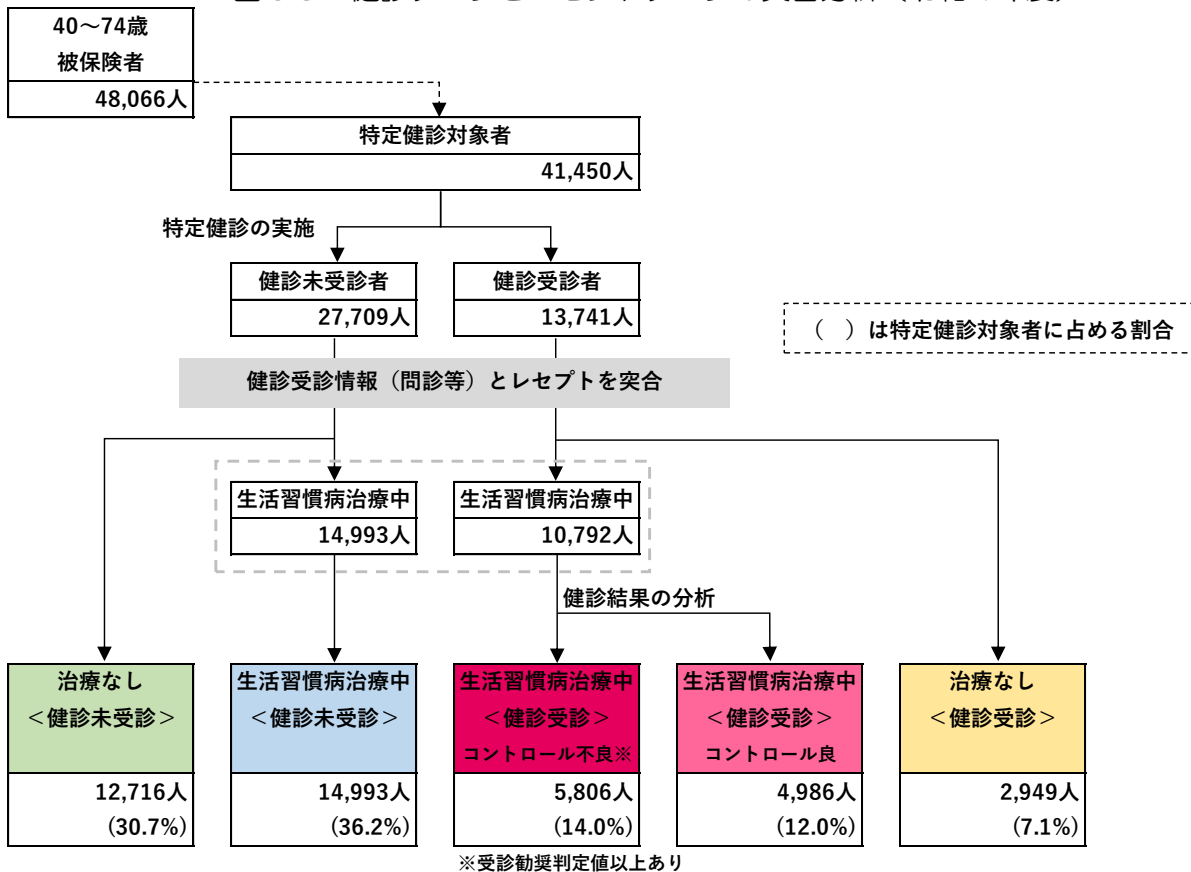 40～74歳
被保険者
48,066人
特定健診対象者
41,450人
特定健診の実施
健診未受診者
27,709人
健診受診者
13,741人
（　）は特定健診対象者に占める割合
健診受診情報（問診等）とレセプトを突合
生活習慣病治療中
14,993人
生活習慣病治療中
10,792人
健診結果の分析
治療なし
＜健診未受診＞
12,716人
(30.7%)
生活習慣病治療中
＜健診未受診＞
14,993人
(36.2%)
生活習慣病治療中
＜健診受診＞
コントロール不良※
5,806人
(14.0%)
生活習慣病治療中
＜健診受診＞
コントロール良
4,986人
(12.0%)
治療なし
＜健診受診＞
2,949人
(7.1%)
※受診勧奨判定値以上あり